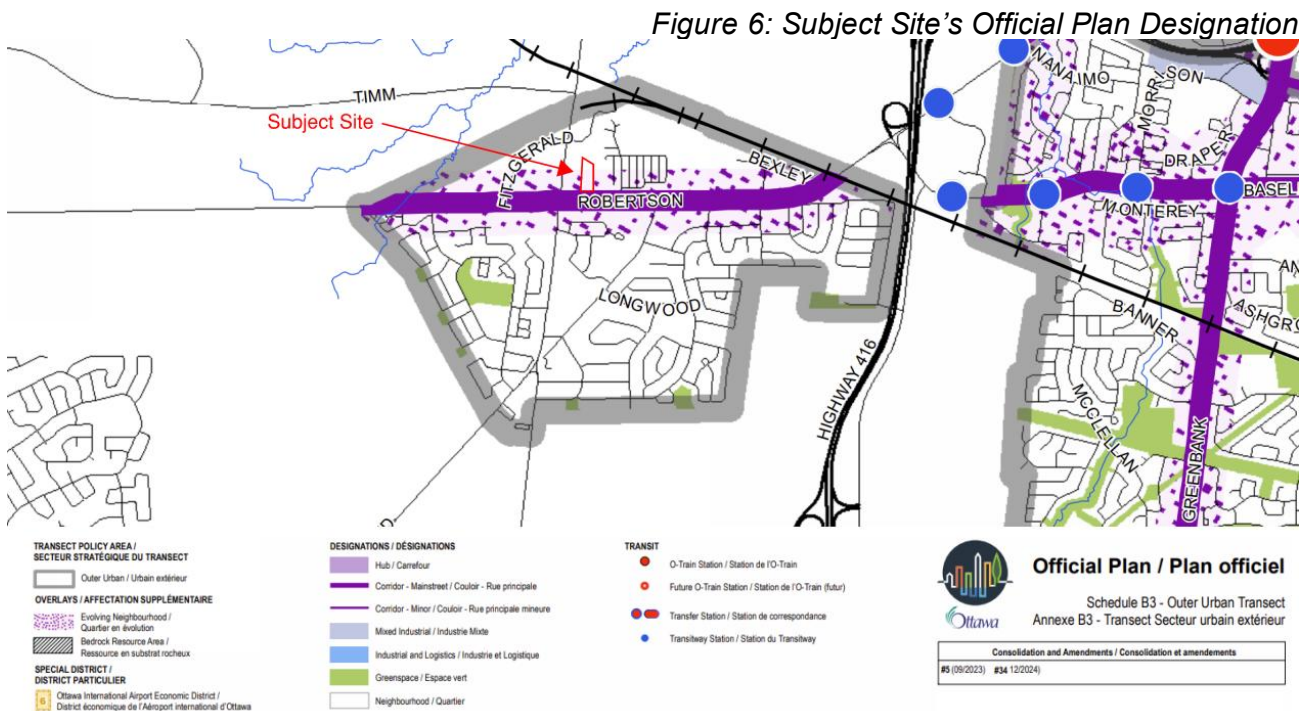 Figure 6: Subject Site's Official Plan Designation
TIMM
Subject Site
FITZGERALD
BEXLEY
ROBERTSON
LONGWOOD
HIGHWAY 416
NANAIMO
MORRISON
DRAPER
BASEL
MONTEREY
AN
ASHGRO
BANNER
MCCLELLAN
GREENBANK
D
TRANSECT POLICY AREA /
SECTEUR STRATÉGIQUE DU TRANSECT
Outer Urban / Urbain extérieur
OVERLAYS / AFFECTATION SUPPLÉMENTAIRE
Evolving Neighbourhood /
Quartier en évolution
Bedrock Resource Area /
Ressource en substrat rocheux
SPECIAL DISTRICT /
DISTRICT PARTICULIER
6
Ottawa International Airport Economic District /
District économique de l'Aéroport international d'Ottawa
DESIGNATIONS / DÉSIGNATIONS
Hub / Carrefour
Corridor - Mainstreet / Couloir - Rue principale
Corridor - Minor / Couloir - Rue principale mineure
Mixed Industrial / Industrie Mixte
Industrial and Logistics / Industrie et Logistique
Greenspace / Espace vert
Neighbourhood / Quartier
TRANSIT
O-Train Station / Station de l'O-Train
Future O-Train Station / Station de l'O-Train (futur)
Transfer Station / Station de correspondance
Transitway Station / Station du Transitway
Ottawa
Official Plan / Plan officiel
Schedule B3 - Outer Urban Transect
Annexe B3 - Transect Secteur urbain extérieur
Consolidation and Amendments / Consolidation et amendements
#5 (09/2023) #34 12/2024)